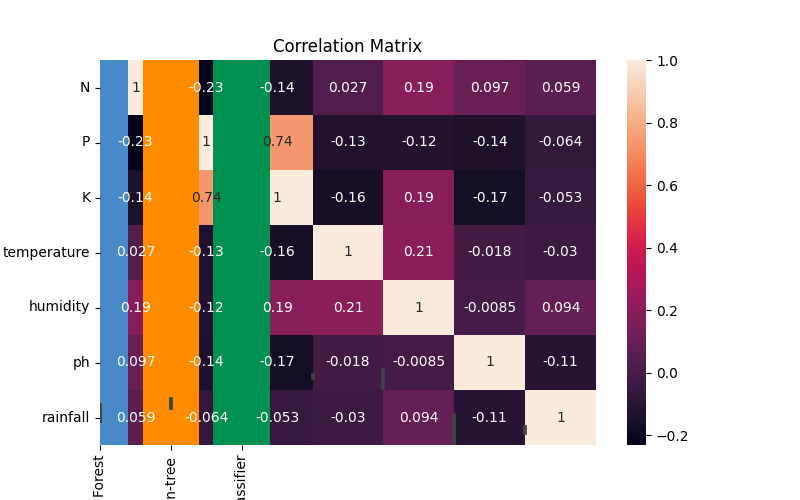 Correlation Matrix
N 1 -0.23 -0.14 0.027 0.19 0.097 0.059
P -0.23 1 0.74 -0.13 -0.12 -0.14 -0.064
K -0.14 0.74 1 -0.16 0.19 -0.17 -0.053
temperature 0.027 -0.13 -0.16 1 0.21 -0.018 -0.03
humidity 0.19 -0.12 0.19 0.21 1 -0.0085 0.094
ph 0.097 -0.14 -0.17 -0.018 -0.0085 1 -0.11
rainfall 0.059 -0.064 -0.053 -0.03 0.094 -0.11 1
Forest
n-tree
assifier
1.0
0.8
0.6
0.4
0.2
0.0
-0.2